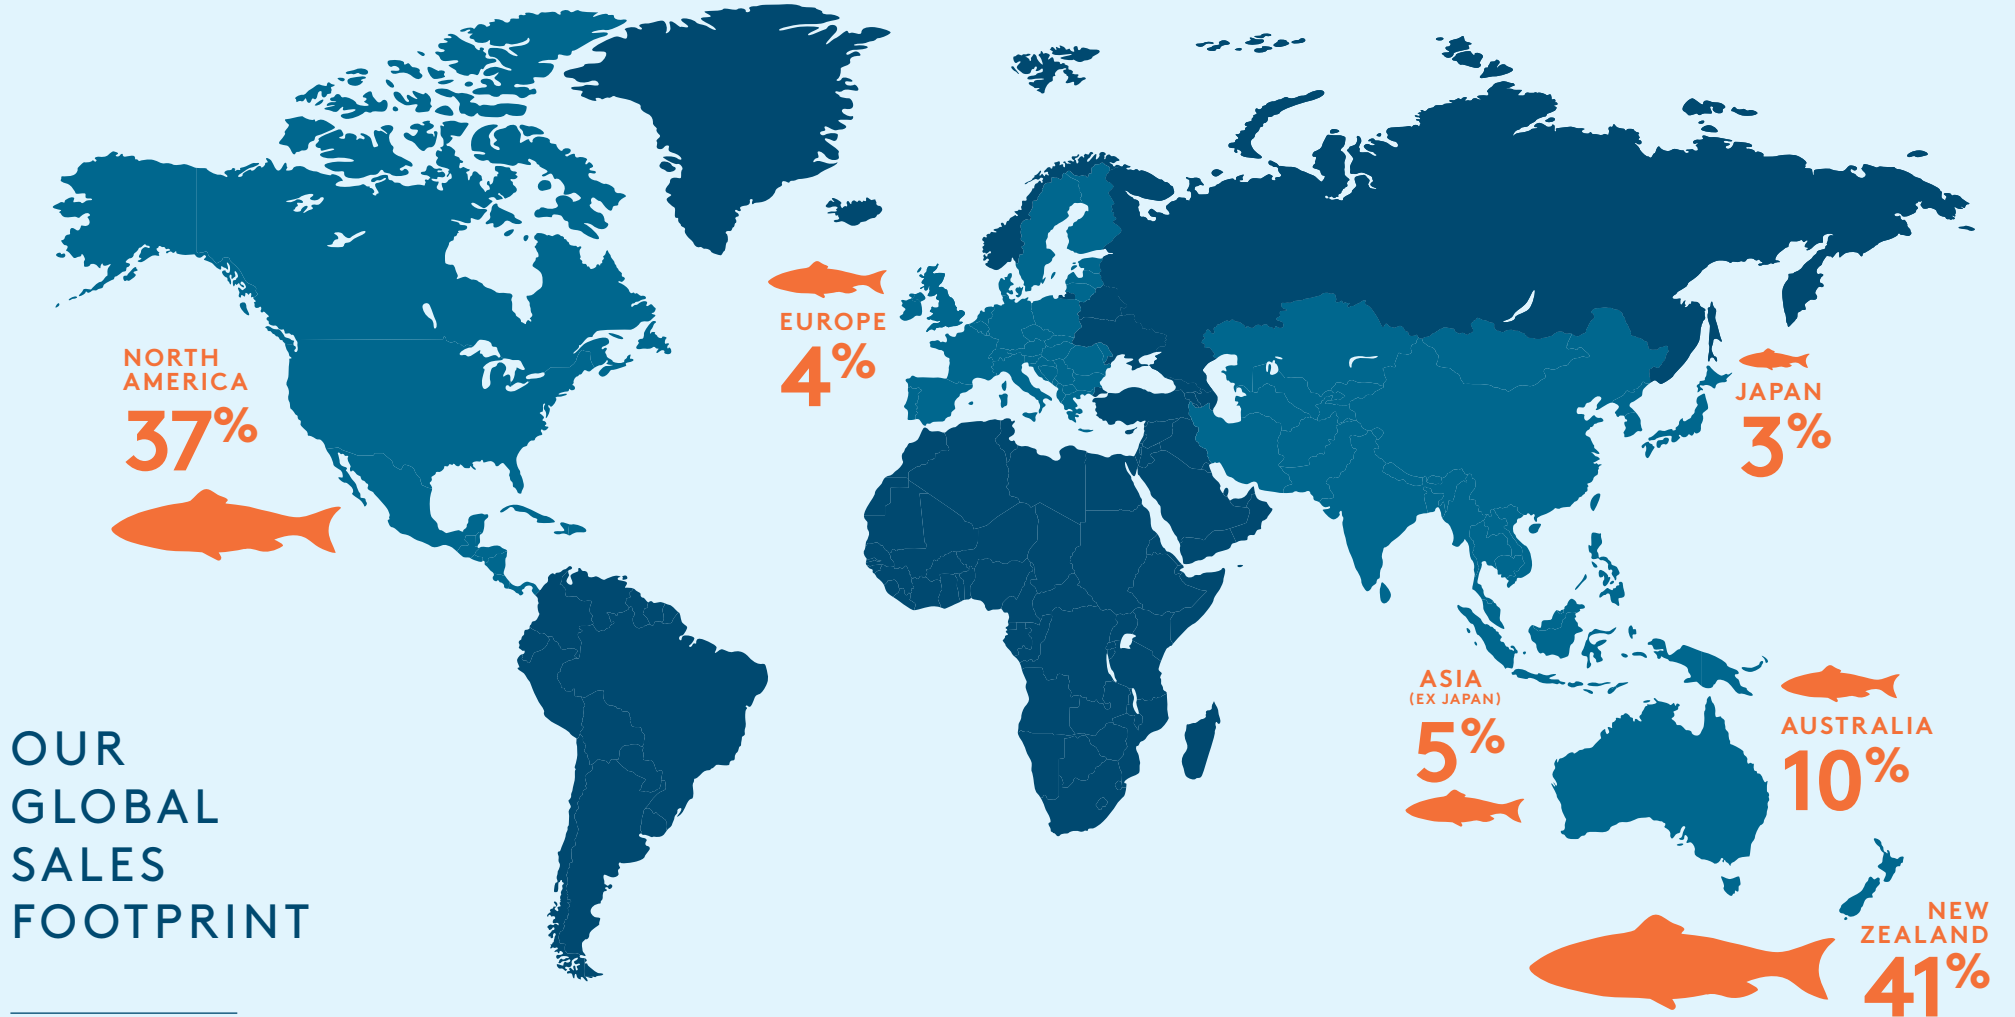 EUROPE
4%
NORTH
AMERICA
37%
JAPAN
3%
ASIA
(EX JAPAN)
5%
AUSTRALIA
10%
OUR
GLOBAL
SALES
FOOTPRINT
NEW
ZEALAND
41%